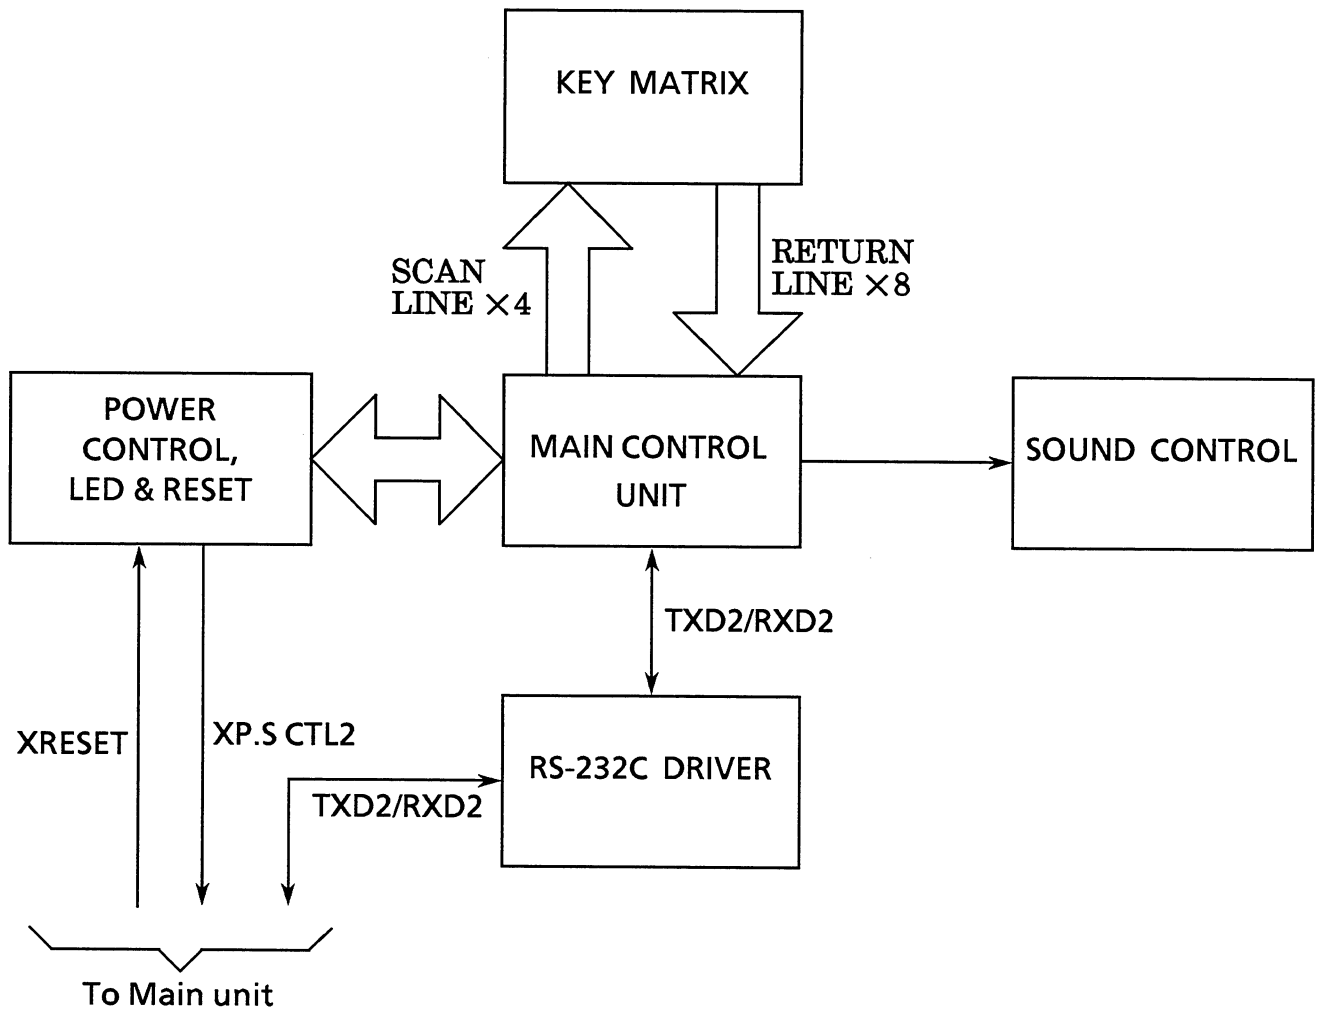 KEY MATRIX
SCAN
LINE ×4
RETURN
LINE ×8
POWER
CONTROL,
LED & RESET
MAIN CONTROL
UNIT
SOUND CONTROL
TXD2/RXD2
XRESET
XP.S CTL2
RS-232C DRIVER
TXD2/RXD2
To Main unit